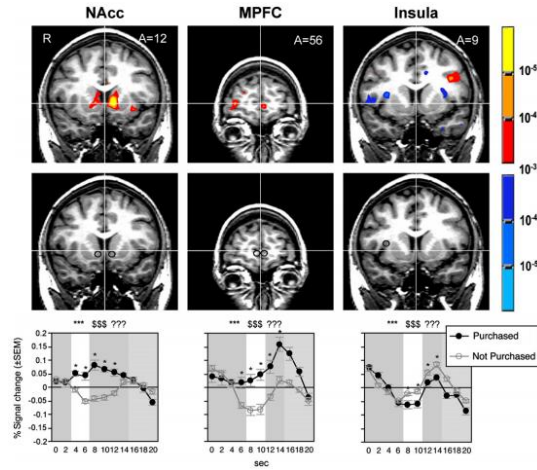 NAcc MPFC Insula
R A=12 A=56 A=9
10-5
10-4
10-3
10-4
10-5
*** $$$ ??? *** $$$ ??? *** $$$ ???
Purchased
Not Purchased
% Signal change (±SEM)
0.2
0.15
0.1
0.05
0
-0.05
-0.1
-0.15
-0.2
0 2 4 6 8 10 12 14 16 18 20 0 2 4 6 8 10 12 14 16 18 20 0 2 4 6 8 10 12 14 16 18 20
sec